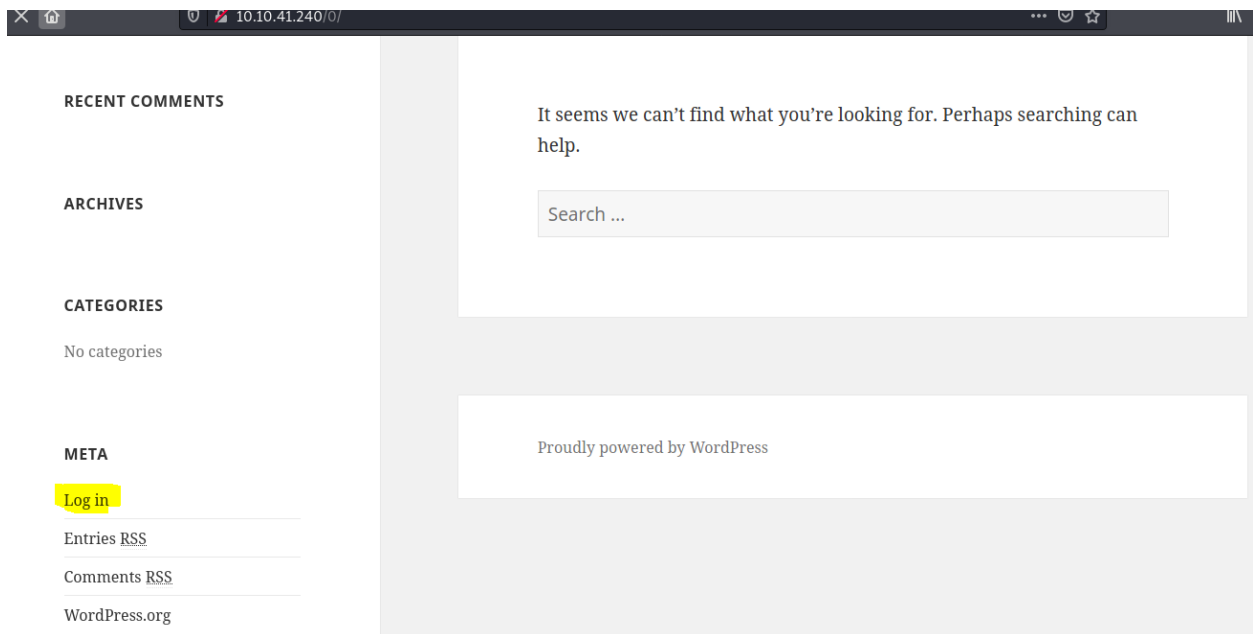 10.10.41.240/0/
RECENT COMMENTS
ARCHIVES
CATEGORIES
No categories
META
Log in
Entries RSS
Comments RSS
WordPress.org
It seems we can’t find what you’re looking for. Perhaps searching can
help.
Search ...
Proudly powered by WordPress